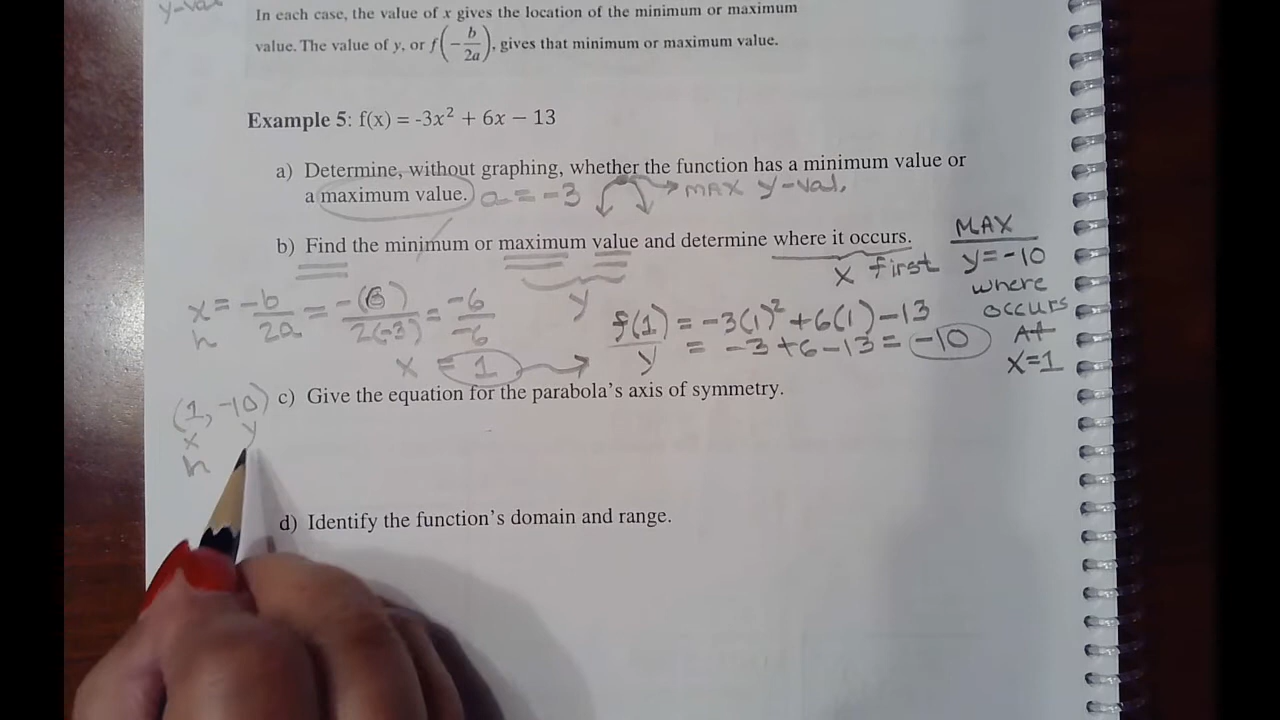 y-val
In each case, the value of x gives the location of the minimum or maximum
value. The value of y, or f(-b/2a), gives that minimum or maximum value.
Example 5: f(x) = -3x² + 6x − 13
a) Determine, without graphing, whether the function has a minimum value or
a maximum value. a = -3 → MAX y-val.
b) Find the minimum or maximum value and determine where it occurs.
x first
y
MAX
y=-10
where
occurs
At
x=1
x = -b/2a = -(6)/2(-3) = -6/-6
h
x = 1 →
f(1) = -3(1)² + 6(1) - 13
y = -3+6-13 = -10
(1, -10)
x y
h
c) Give the equation for the parabola's axis of symmetry.
d) Identify the function's domain and range.